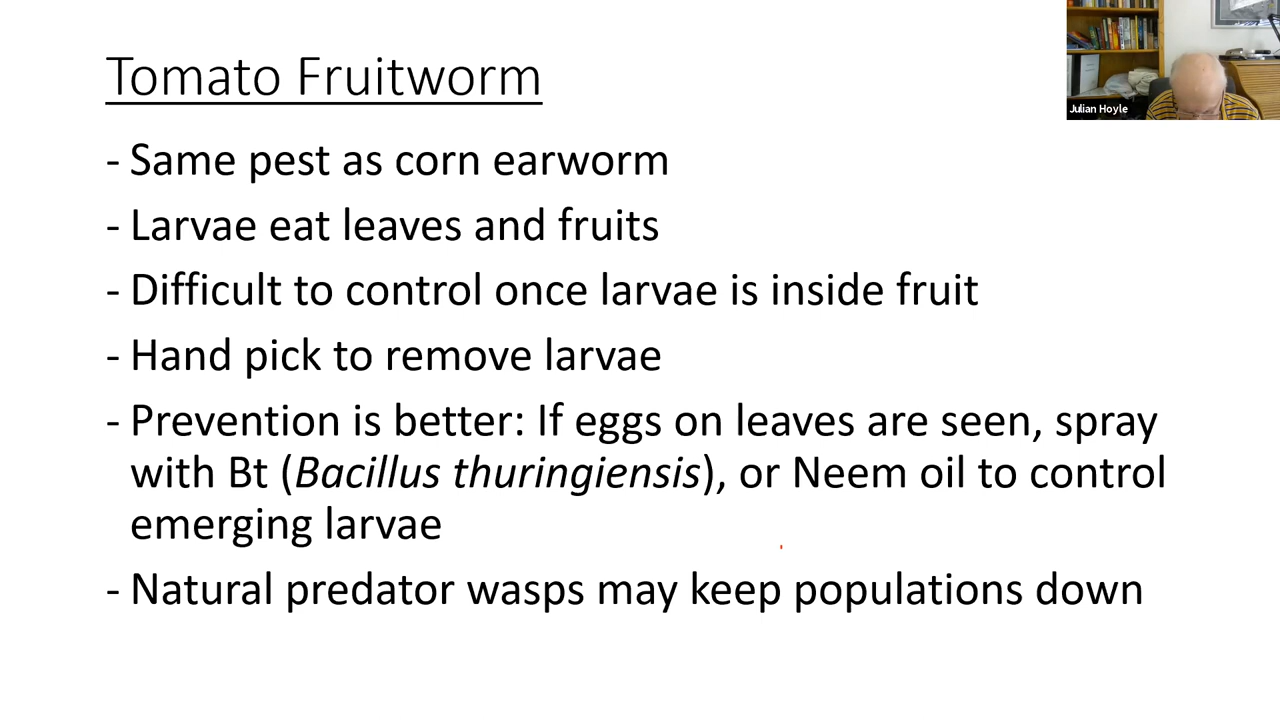 Tomato Fruitworm
Julian Hoyle
- Same pest as corn earworm
- Larvae eat leaves and fruits
- Difficult to control once larvae is inside fruit
- Hand pick to remove larvae
- Prevention is better: If eggs on leaves are seen, spray
with Bt (Bacillus thuringiensis), or Neem oil to control
emerging larvae
- Natural predator wasps may keep populations down